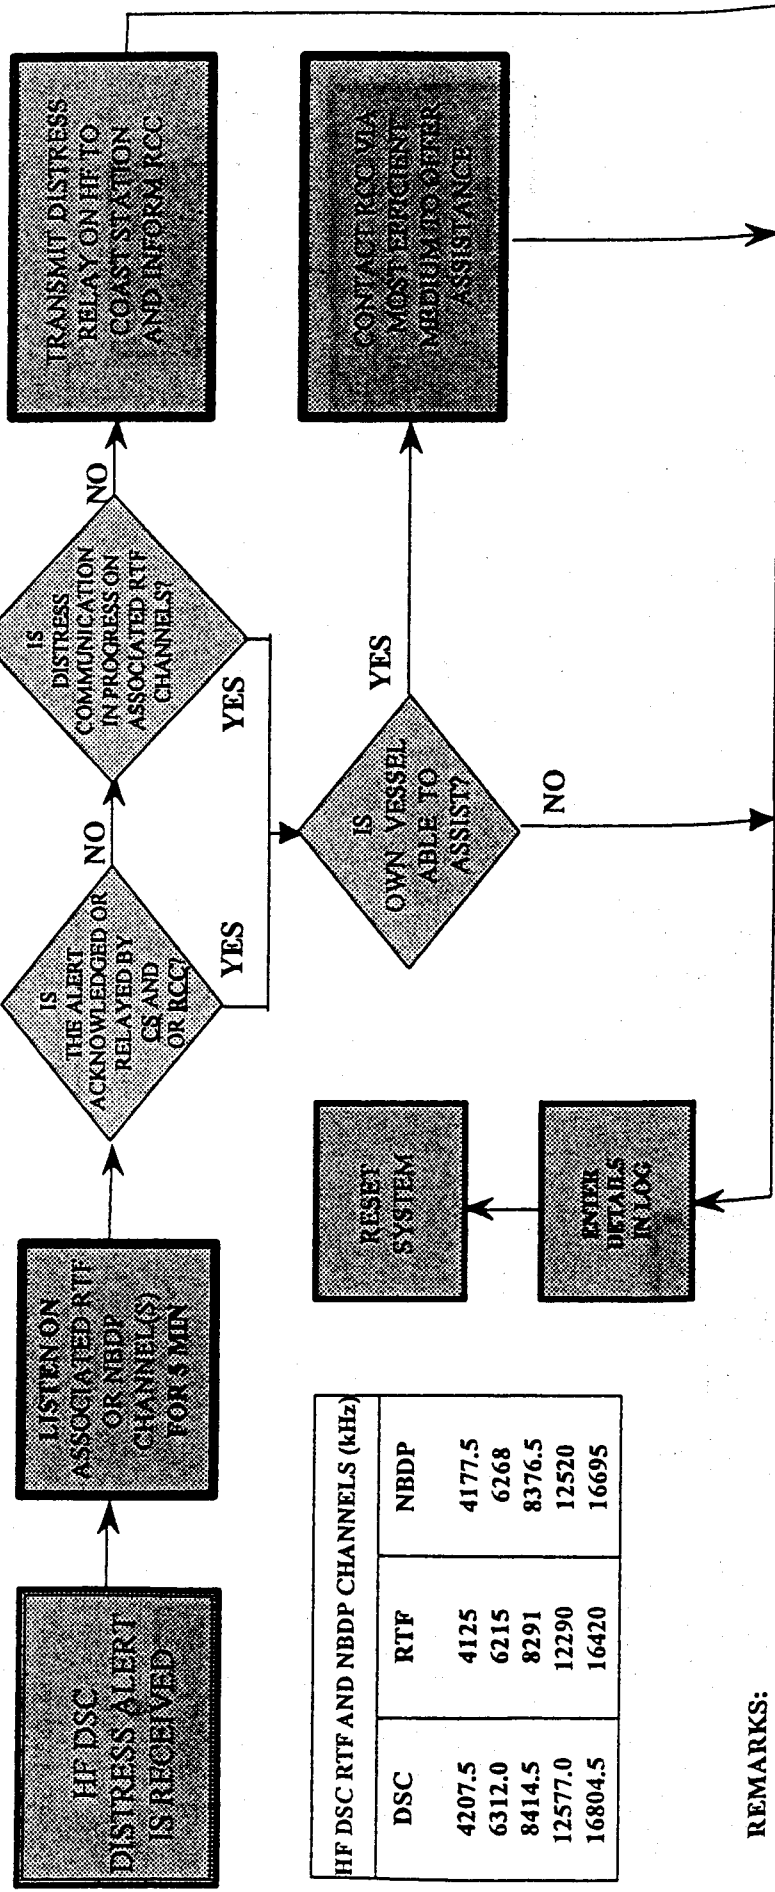 HF DSC
DISTRESS ALERT
IS RECEIVED
LISTEN ON
ASSOCIATED RTF
OR NBDP
CHANNEL(S)
FOR 5 MIN
IS
THE ALERT
ACKNOWLEDGED OR
RELAYED BY
CS AND
OR RCC?
NO
YES
IS
DISTRESS
COMMUNICATION
IN PROGRESS ON
ASSOCIATED RTF
CHANNELS?
NO
YES
TRANSMIT DISTRESS
RELAY ON HF TO
COAST STATION
AND INFORM RCC
IS
OWN VESSEL
ABLE TO
ASSIST?
YES
NO
CONTACT RCC VIA
MOST EFFICIENT
MEDIUM TO OFFER
ASSISTANCE
RESET
SYSTEM
ENTER
DETAILS
IN LOG
HF DSC RTF AND NBDP CHANNELS (kHz)
DSC RTF NBDP
4207.5 4125 4177.5
6312.0 6215 6268
8414.5 8291 8376.5
12577.0 12290 12520
16804.5 16420 16695
REMARKS: